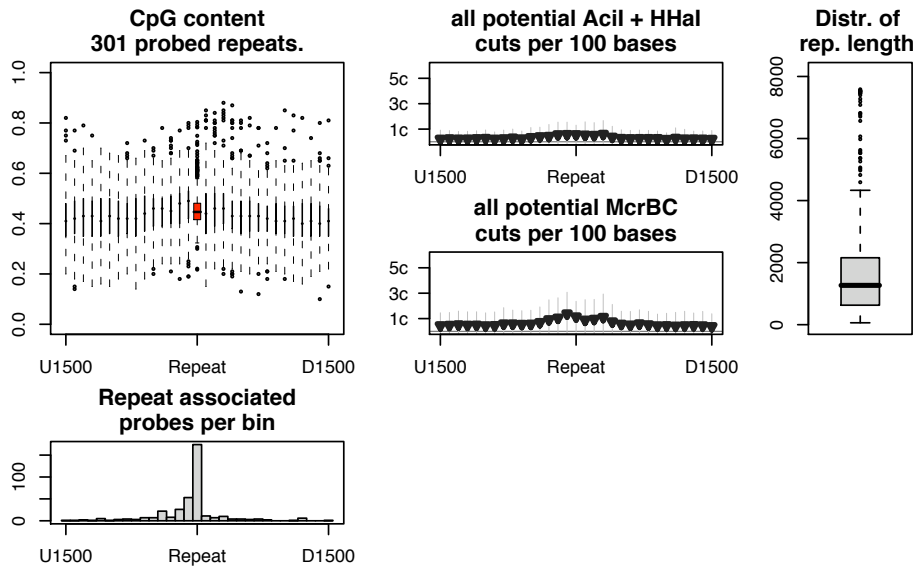 CpG content
301 probed repeats.
1.0
0.8
0.6
0.4
0.2
0.0
U1500 Repeat D1500
all potential AciI + HHaI
cuts per 100 bases
5c
3c
1c
U1500 Repeat D1500
all potential McrBC
cuts per 100 bases
5c
3c
1c
U1500 Repeat D1500
Distr. of
rep. length
8000
6000
4000
2000
0
Repeat associated
probes per bin
100
0
U1500 Repeat D1500